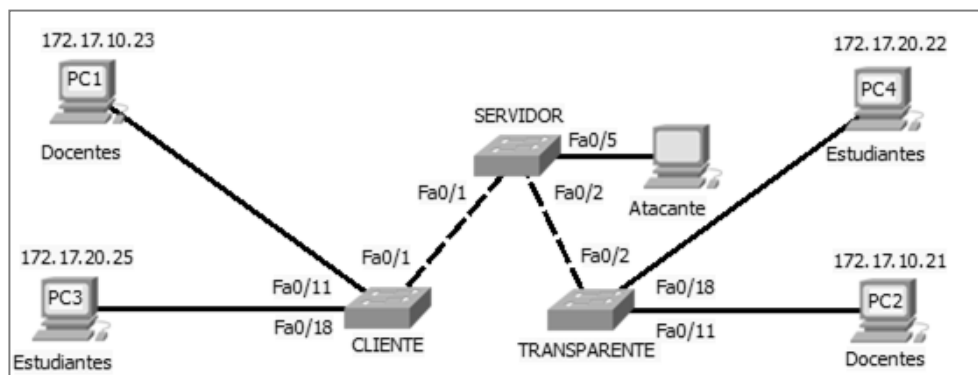 172.17.10.23
PC1
Docentes
SERVIDOR
Fa0/5
Atacante
172.17.20.22
PC4
Estudiantes
Fa0/1
Fa0/2
172.17.20.25
PC3
Estudiantes
Fa0/1
Fa0/11
Fa0/18
CLIENTE
Fa0/2
Fa0/18
Fa0/11
TRANSPARENTE
172.17.10.21
PC2
Docentes